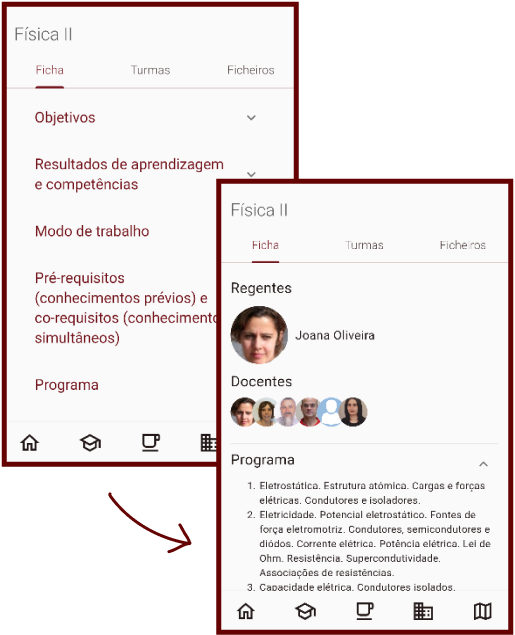 Física II
Ficha Turmas Ficheiros
Objetivos
Resultados de aprendizagem
e competências
Modo de trabalho
Pré-requisitos
(conhecimentos prévios) e
co-requisitos (conhecimento
simultâneos)
Programa
Física II
Ficha Turmas Ficheiros
Regentes
Joana Oliveira
Docentes
Programa
1. Eletrostática. Estrutura atómica. Cargas e forças
elétricas. Condutores e isoladores.
2. Eletricidade. Potencial eletrostático. Fontes de
força eletromotriz. Condutores, semicondutores e
díodos. Corrente elétrica. Potência elétrica. Lei de
Ohm. Resistência. Supercondutividade.
Associações de resistências.
3. Capacidade elétrica. Condutores isolados.